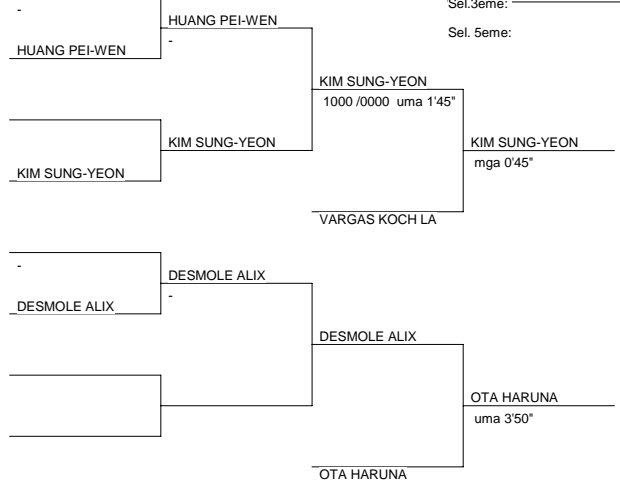 Sel.3eme:
-
HUANG PEI-WEN
Sel. 5eme:
-
HUANG PEI-WEN
KIM SUNG-YEON
1000 /0000 uma 1'45"
KIM SUNG-YEON
KIM SUNG-YEON
mga 0'45"
KIM SUNG-YEON
VARGAS KOCH LA
-
DESMOLE ALIX
-
DESMOLE ALIX
DESMOLE ALIX
OTA HARUNA
uma 3'50"
OTA HARUNA